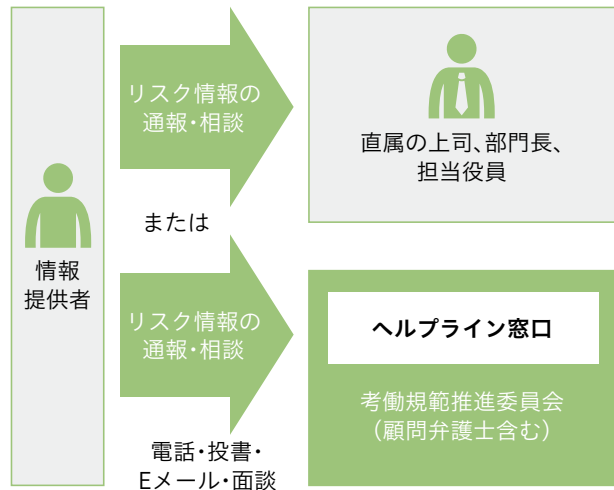 情報
提供者
リスク情報の
通報・相談
または
リスク情報の
通報・相談
電話・投書・
Eメール・面談
直属の上司、部門長、
担当役員
ヘルプライン窓口
考働規範推進委員会
（顧問弁護士含む）